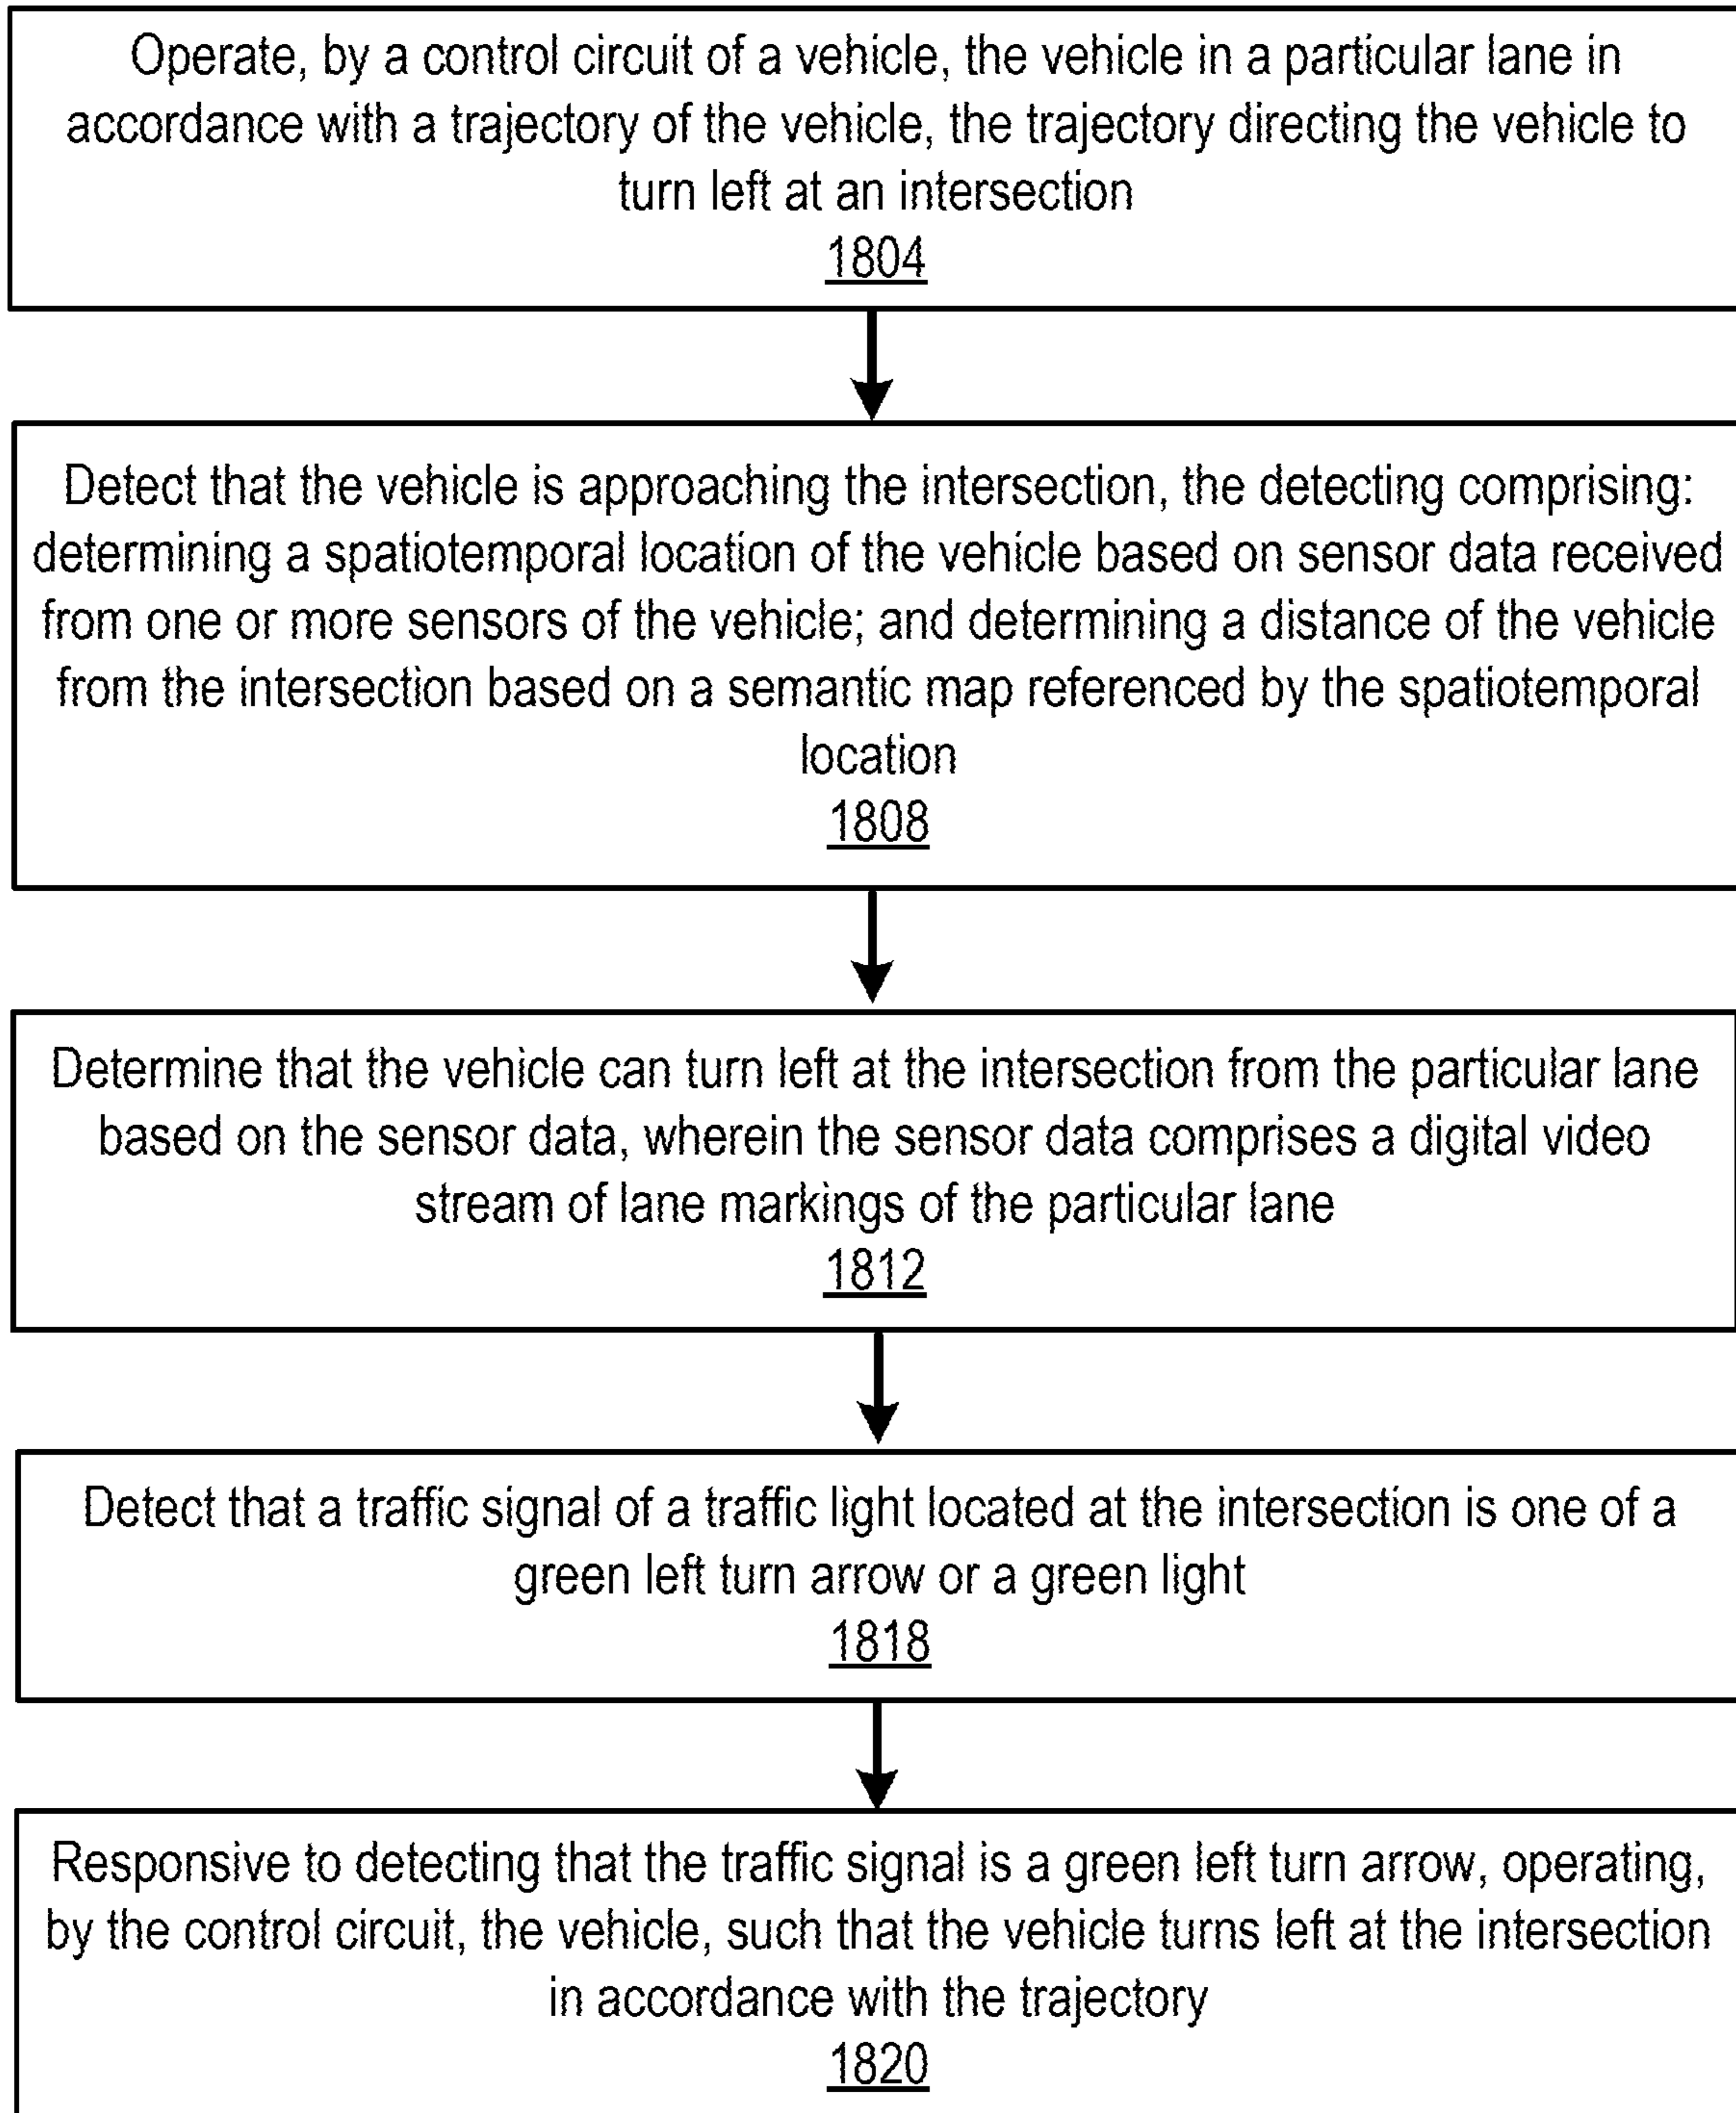 Operate, by a control circuit of a vehicle, the vehicle in a particular lane in
accordance with a trajectory of the vehicle, the trajectory directing the vehicle to
turn left at an intersection
1804
Detect that the vehicle is approaching the intersection, the detecting comprising:
determining a spatiotemporal location of the vehicle based on sensor data received
from one or more sensors of the vehicle; and determining a distance of the vehicle
from the intersection based on a semantic map referenced by the spatiotemporal
location
1808
Determine that the vehicle can turn left at the intersection from the particular lane
based on the sensor data, wherein the sensor data comprises a digital video
stream of lane markings of the particular lane
1812
Detect that a traffic signal of a traffic light located at the intersection is one of a
green left turn arrow or a green light
1818
Responsive to detecting that the traffic signal is a green left turn arrow, operating,
by the control circuit, the vehicle, such that the vehicle turns left at the intersection
in accordance with the trajectory
1820